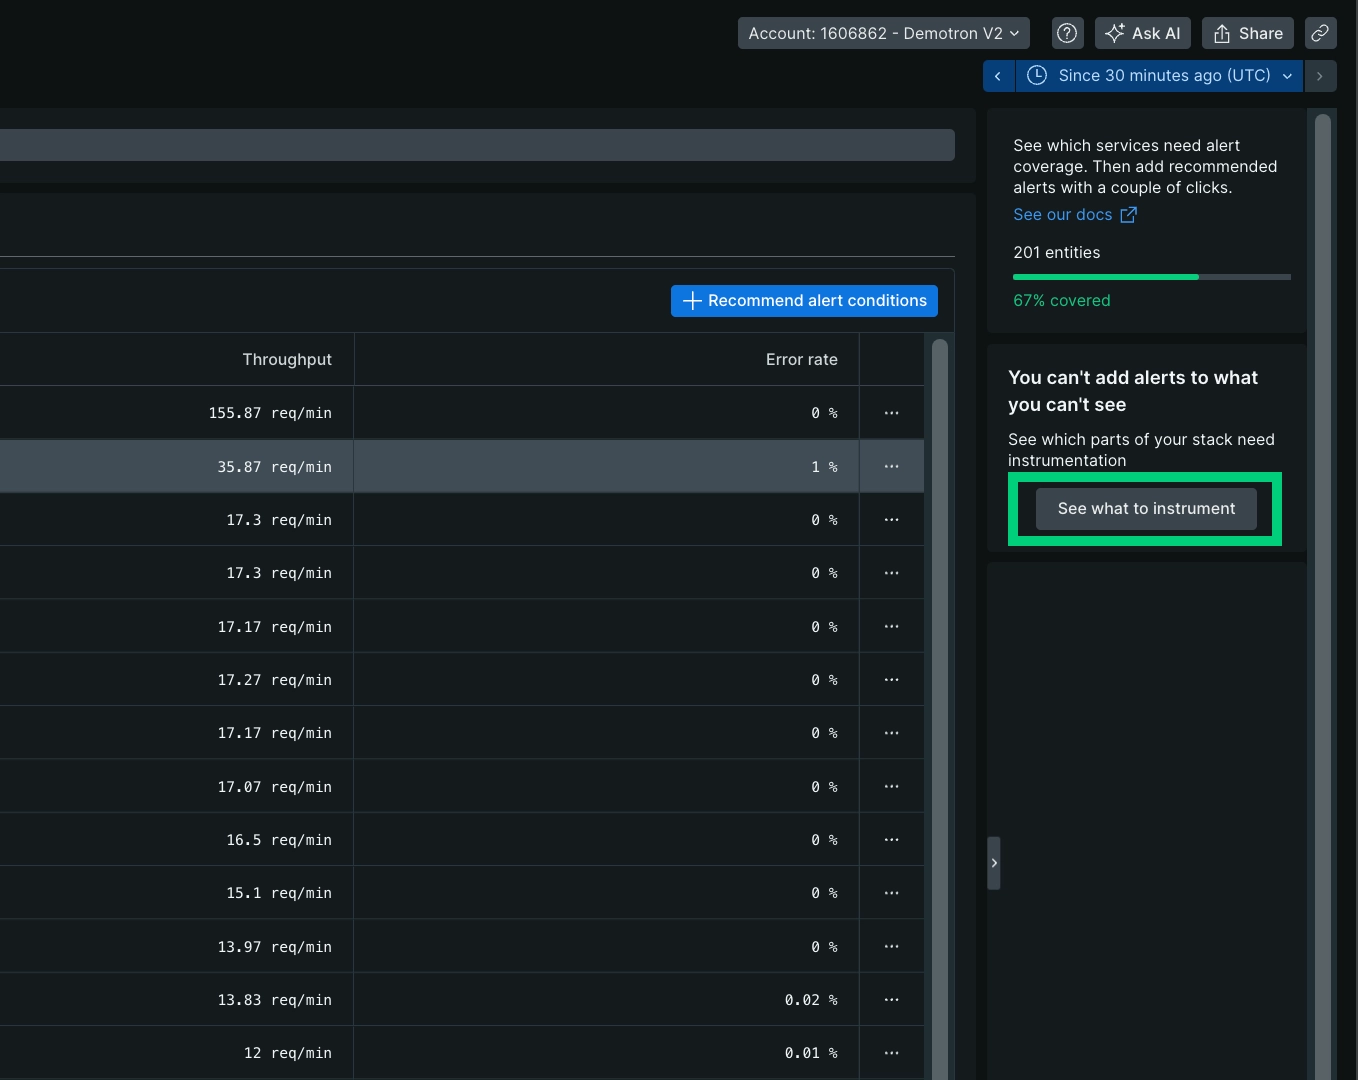 Account: 1606862 - Demotron V2
Ask AI
Share
Since 30 minutes ago (UTC)
See which services need alert
coverage. Then add recommended
alerts with a couple of clicks.
See our docs
201 entities
67% covered
Recommend alert conditions
Throughput Error rate
155.87 req/min 0 %
35.87 req/min 1 %
17.3 req/min 0 %
17.3 req/min 0 %
17.17 req/min 0 %
17.27 req/min 0 %
17.17 req/min 0 %
17.07 req/min 0 %
16.5 req/min 0 %
15.1 req/min 0 %
13.97 req/min 0 %
13.83 req/min 0.02 %
12 req/min 0.01 %
You can't add alerts to what
you can't see
See which parts of your stack need
instrumentation
See what to instrument